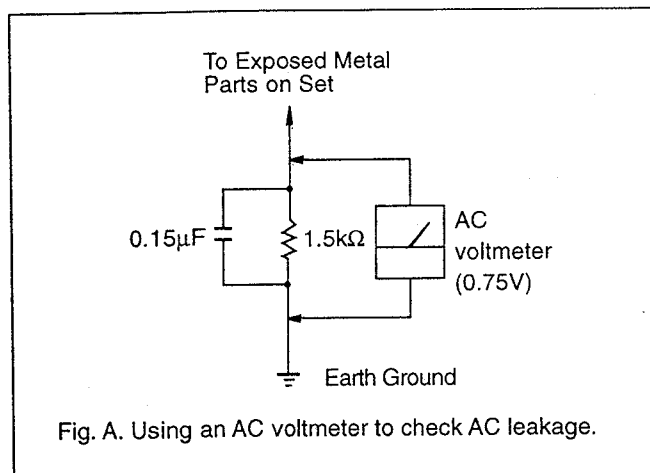 To Exposed Metal
Parts on Set
0.15µF
1.5kΩ
AC
voltmeter
(0.75V)
Earth Ground
Fig. A. Using an AC voltmeter to check AC leakage.